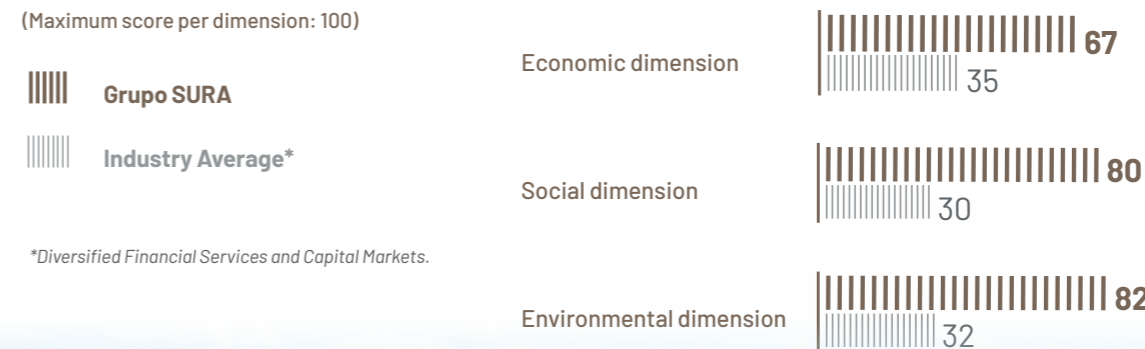 (Maximum score per dimension: 100)
Grupo SURA
Industry Average*
*Diversified Financial Services and Capital Markets.
Economic dimension
67
35
Social dimension
80
30
Environmental dimension
82
32